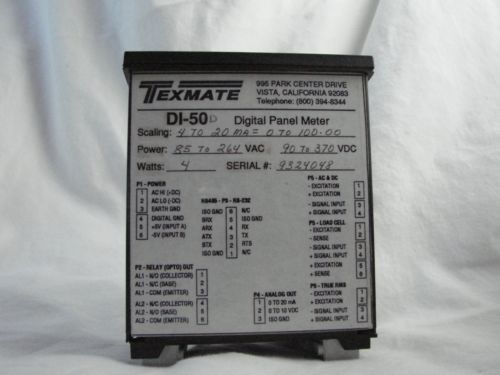 TEXMATE
995 PARK CENTER DRIVE
VISTA, CALIFORNIA 92083
Telephone: (800) 394-8344
DI-50D Digital Panel Meter
Scaling: 4 TO 20 MA = 0 TO 100.00
Power: 85 TO 264 VAC 90 TO 370 VDC
Watts: 4 SERIAL #: 9324048
P1 - POWER
AC HI (+DC) 1
AC LO (-DC) 2
EARTH GND 3
DIGITAL GND 4
+5V (INPUT A) 5
-5V (INPUT B) 6
P2 - RELAY (OPTO) OUT
AL1 - N/O (COLLECTOR) 1
AL1 - N/C (BASE) 2
AL1 - COM (EMITTER) 3
AL2 - N/C (COLLECTOR) 4
AL2 - N/O (BASE) 5
AL2 - COM (EMITTER) 6
RS485 - P3 - RS-232
ISO GND 6 N/C
BRX 5 ISO GND
ARX 4 RX
ATX 3 TX
BTX 2 RTS
ISO GND 1 N/C
P4 - ANALOG OUT
1 0 TO 20 mA
2 0 TO 10 VDC
3 ISO GND
P5 - AC & DC
- EXCITATION 1
+ EXCITATION 2
- SIGNAL INPUT 3
+ SIGNAL INPUT 4
P5 - LOAD CELL
- EXCITATION 1
- SENSE 2
- SIGNAL INPUT 3
+ SIGNAL INPUT 4
+ SENSE 5
+ EXCITATION 6
P5 - TRUE RMS
- EXCITATION 1
+ EXCITATION 2
- SIGNAL INPUT 3
+ SIGNAL INPUT 4